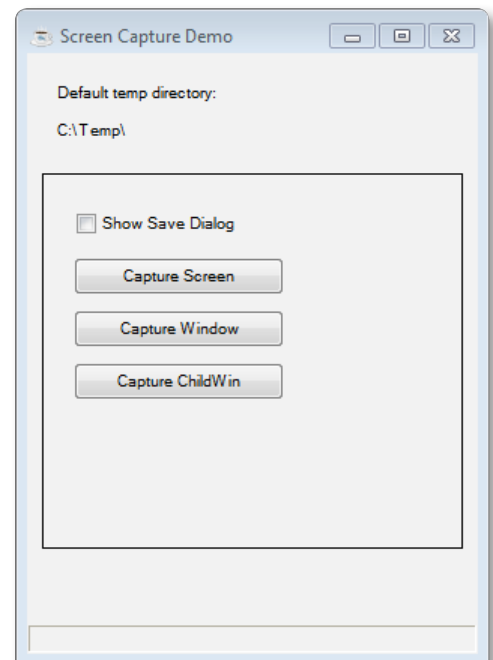 Screen Capture Demo
Default temp directory:
C:\Temp\
Show Save Dialog
Capture Screen
Capture Window
Capture ChildWin